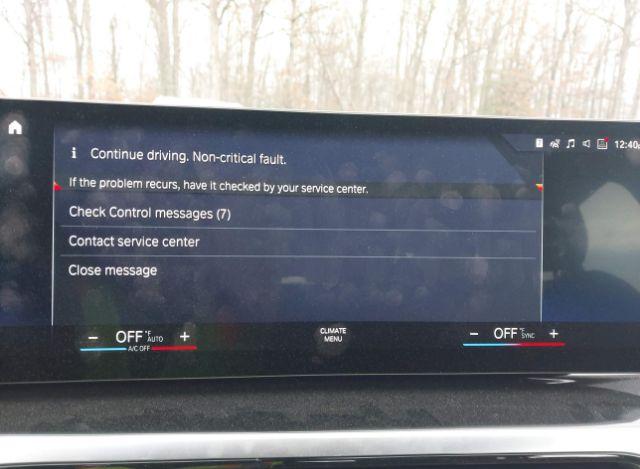 12:40
i Continue driving. Non-critical fault.
If the problem recurs, have it checked by your service center.
Check Control messages (7)
Contact service center
Close message
− OFF °F AUTO +
A/C OFF
CLIMATE
MENU
− OFF °F SYNC +